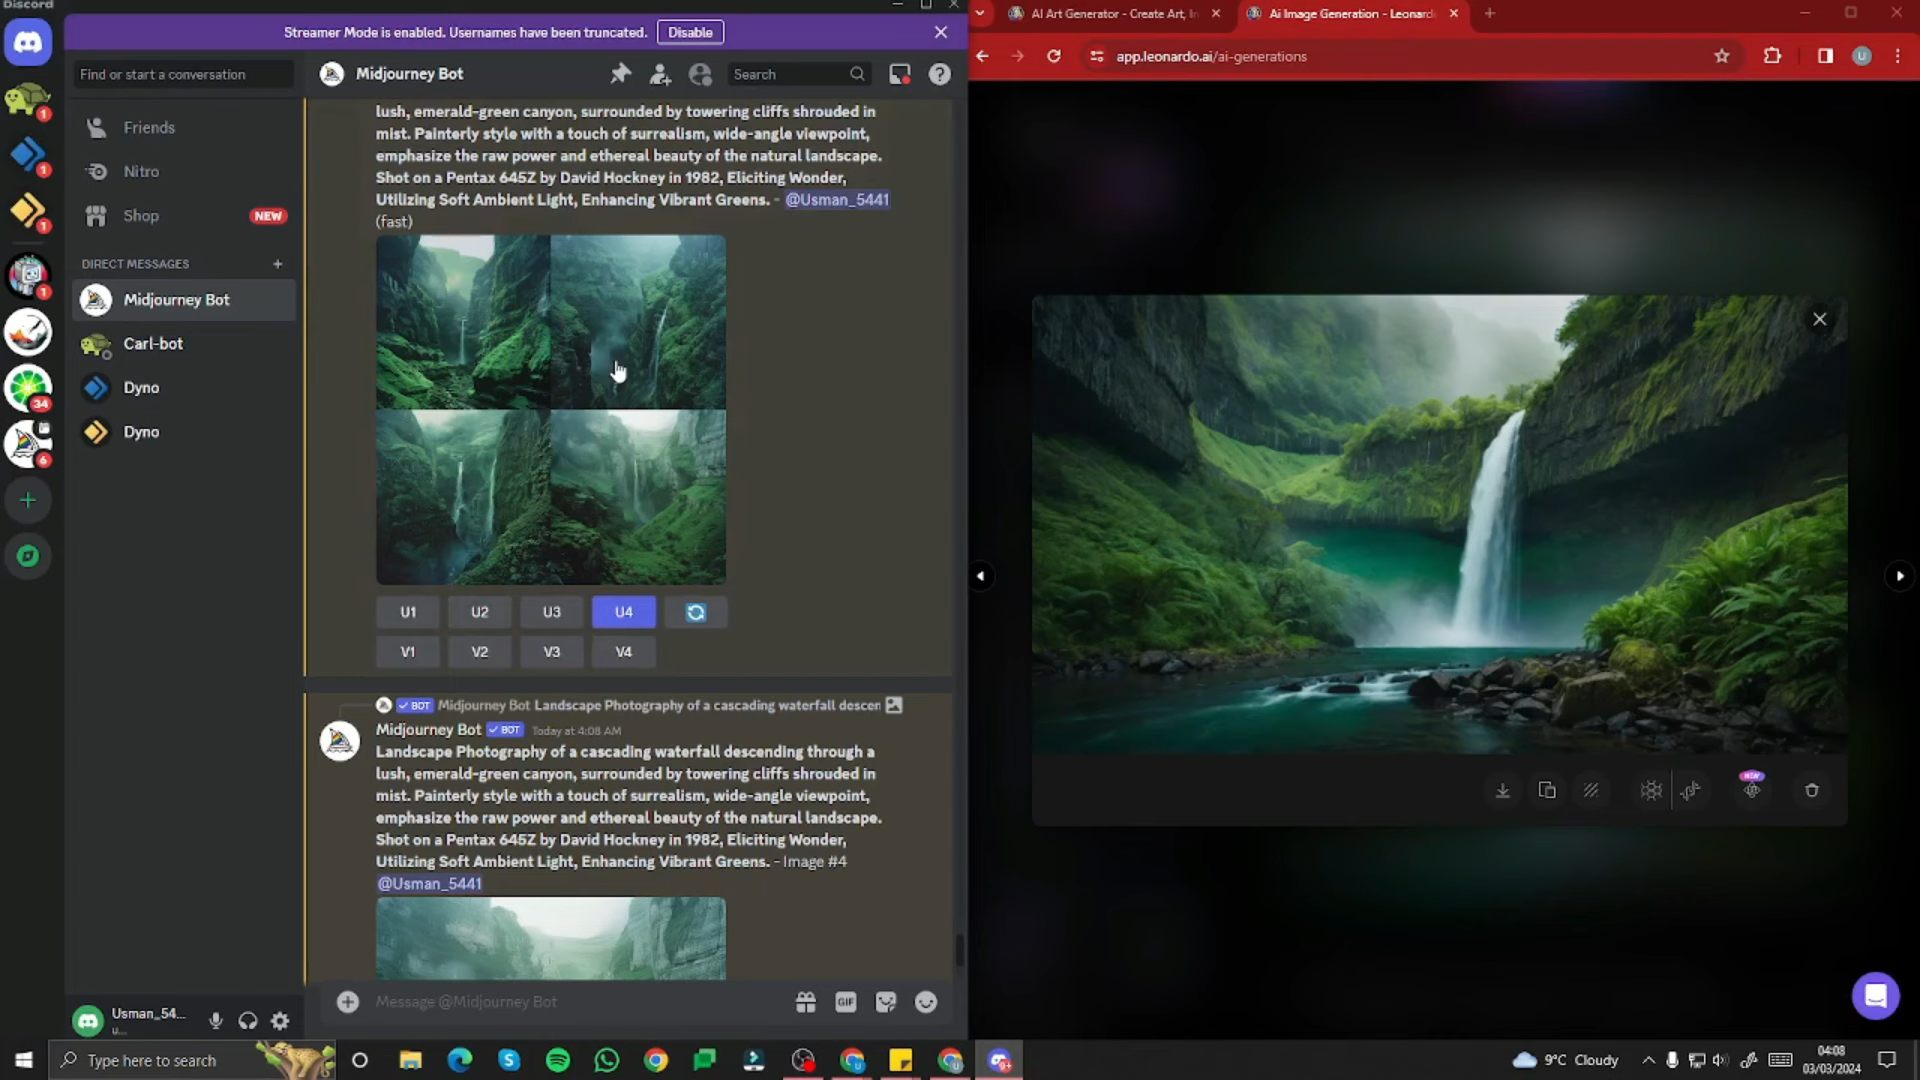 Discord
Streamer Mode is enabled. Usernames have been truncated.
Disable
Find or start a conversation
Midjourney Bot
Search
Friends
Nitro
Shop
NEW
DIRECT MESSAGES
Midjourney Bot
Carl-bot
Dyno
Dyno
1
1
1
1
34
6
lush, emerald-green canyon, surrounded by towering cliffs shrouded in
mist. Painterly style with a touch of surrealism, wide-angle viewpoint,
emphasize the raw power and ethereal beauty of the natural landscape.
Shot on a Pentax 645Z by David Hockney in 1982, Eliciting Wonder,
Utilizing Soft Ambient Light, Enhancing Vibrant Greens. - @Usman_5441
(fast)
U1 U2 U3 U4
V1 V2 V3 V4
BOT Midjourney Bot Landscape Photography of a cascading waterfall descen
Midjourney Bot BOT Today at 4:08 AM
Landscape Photography of a cascading waterfall descending through a
lush, emerald-green canyon, surrounded by towering cliffs shrouded in
mist. Painterly style with a touch of surrealism, wide-angle viewpoint,
emphasize the raw power and ethereal beauty of the natural landscape.
Shot on a Pentax 645Z by David Hockney in 1982, Eliciting Wonder,
Utilizing Soft Ambient Light, Enhancing Vibrant Greens. - Image #4
@Usman_5441
Message @Midjourney Bot
GIF
Usman_54...
u...
AI Art Generator - Create Art, In
Ai Image Generation - Leonardo
app.leonardo.ai/ai-generations
U
NEW
Type here to search
9°C Cloudy
04:08
03/03/2024